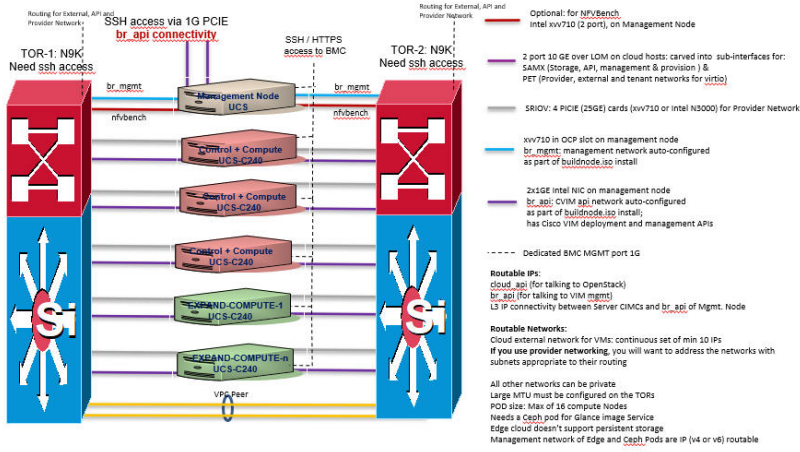 Routing for External, API and
Provider Network
SSH access via 1G PCIE
br_api connectivity
SSH / HTTPS
access to BMC
Routing for External, API and
Provider Network
TOR-1: N9K
Need ssh access
TOR-2: N9K
Need ssh access
br_mgmt
nfvbench
Management Node
UCS
br_mgmt
nfvbench
Control + Compute
UCS-C240
Control + Compute
UCS-C240
Control + Compute
UCS-C240
EXPAND-COMPUTE-1
UCS-C240
EXPAND-COMPUTE-n
UCS-C240
Si
Si
VPC Peer
Optional: for NFVBench
Intel xvv710 (2 port), on Management Node
2 port 10 GE over LOM on cloud hosts: carved into sub-interfaces for:
SAMX (Storage, API, management & provision ) &
PET (Provider, external and tenant networks for virtio)
SRIOV: 4 PICIE (25GE) cards (xvv710 or Intel N3000) for Provider Network
xvv710 in OCP slot on management node
br_mgmt: management network auto-configured
as part of buildnode.iso install
2x1GE Intel NIC on management node
br_api: CVIM api network auto-configured
as part of buildnode.iso install;
has Cisco VIM deployment and management APIs
Dedicated BMC MGMT port 1G
Routable IPs:
cloud_api (for talking to OpenStack)
br_api (for talking to VIM mgmt)
L3 IP connectivity between Server CIMCs and br_api of Mgmt. Node
Routable Networks:
Cloud external network for VMs: continuous set of min 10 IPs
If you use provider networking, you will want to address the networks with
subnets appropriate to their routing
All other networks can be private
Large MTU must be configured on the TORs
POD size: Max of 16 compute Nodes
Needs a Ceph pod for Glance image Service
Edge cloud doesn't support persistent storage
Management network of Edge and Ceph Pods are IP (v4 or v6) routable